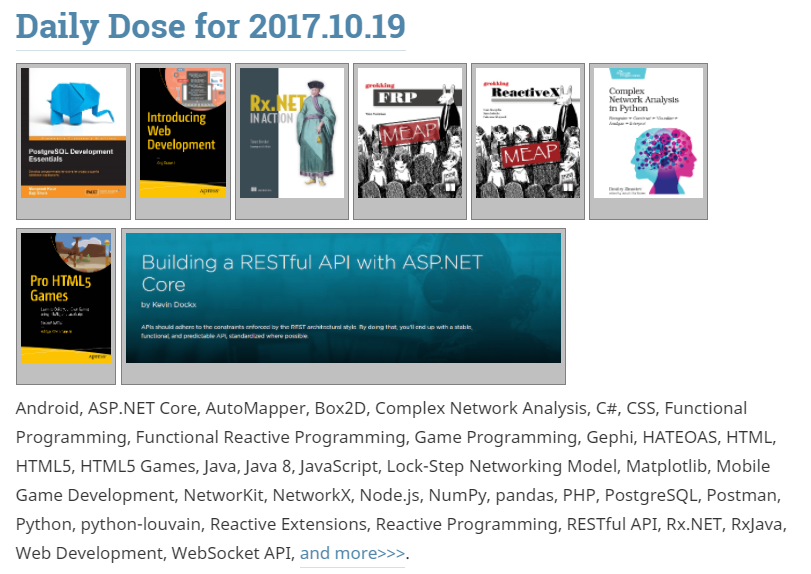 Daily Dose for 2017.10.19
PostgreSQL Development
Essentials
PACKT
Introducing
Web
Development
Apress
Rx.NET
IN ACTION
grokking
FRP
MEAP
grokking
ReactiveX
MEAP
Complex
Network Analysis
in Python
Pro HTML5
Games
Apress
Building a RESTful API with ASP.NET
Core
by Kevin Dockx
APIs should adhere to the constraints enforced by the REST architectural style. By doing that, you'll end up with a stable,
functional, and predictable API, standardized where possible.
Android, ASP.NET Core, AutoMapper, Box2D, Complex Network Analysis, C#, CSS, Functional
Programming, Functional Reactive Programming, Game Programming, Gephi, HATEOAS, HTML,
HTML5, HTML5 Games, Java, Java 8, JavaScript, Lock-Step Networking Model, Matplotlib, Mobile
Game Development, NetworKit, NetworkX, Node.js, NumPy, pandas, PHP, PostgreSQL, Postman,
Python, python-louvain, Reactive Extensions, Reactive Programming, RESTful API, Rx.NET, RxJava,
Web Development, WebSocket API, and more>>>.